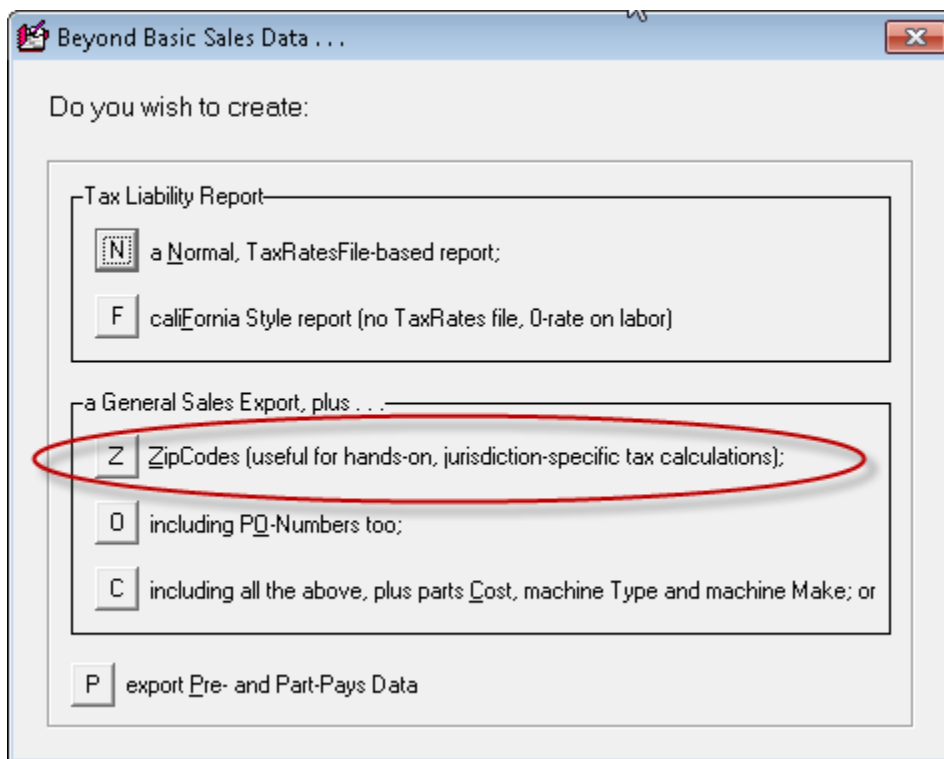 Beyond Basic Sales Data . . .
Do you wish to create:
Tax Liability Report
N a Normal, TaxRatesFile-based report;
F caliFornia Style report (no TaxRates file, 0-rate on labor)
a General Sales Export, plus . . .
Z ZipCodes (useful for hands-on, jurisdiction-specific tax calculations);
O including PO-Numbers too;
C including all the above, plus parts Cost, machine Type and machine Make; or
P export Pre- and Part-Pays Data